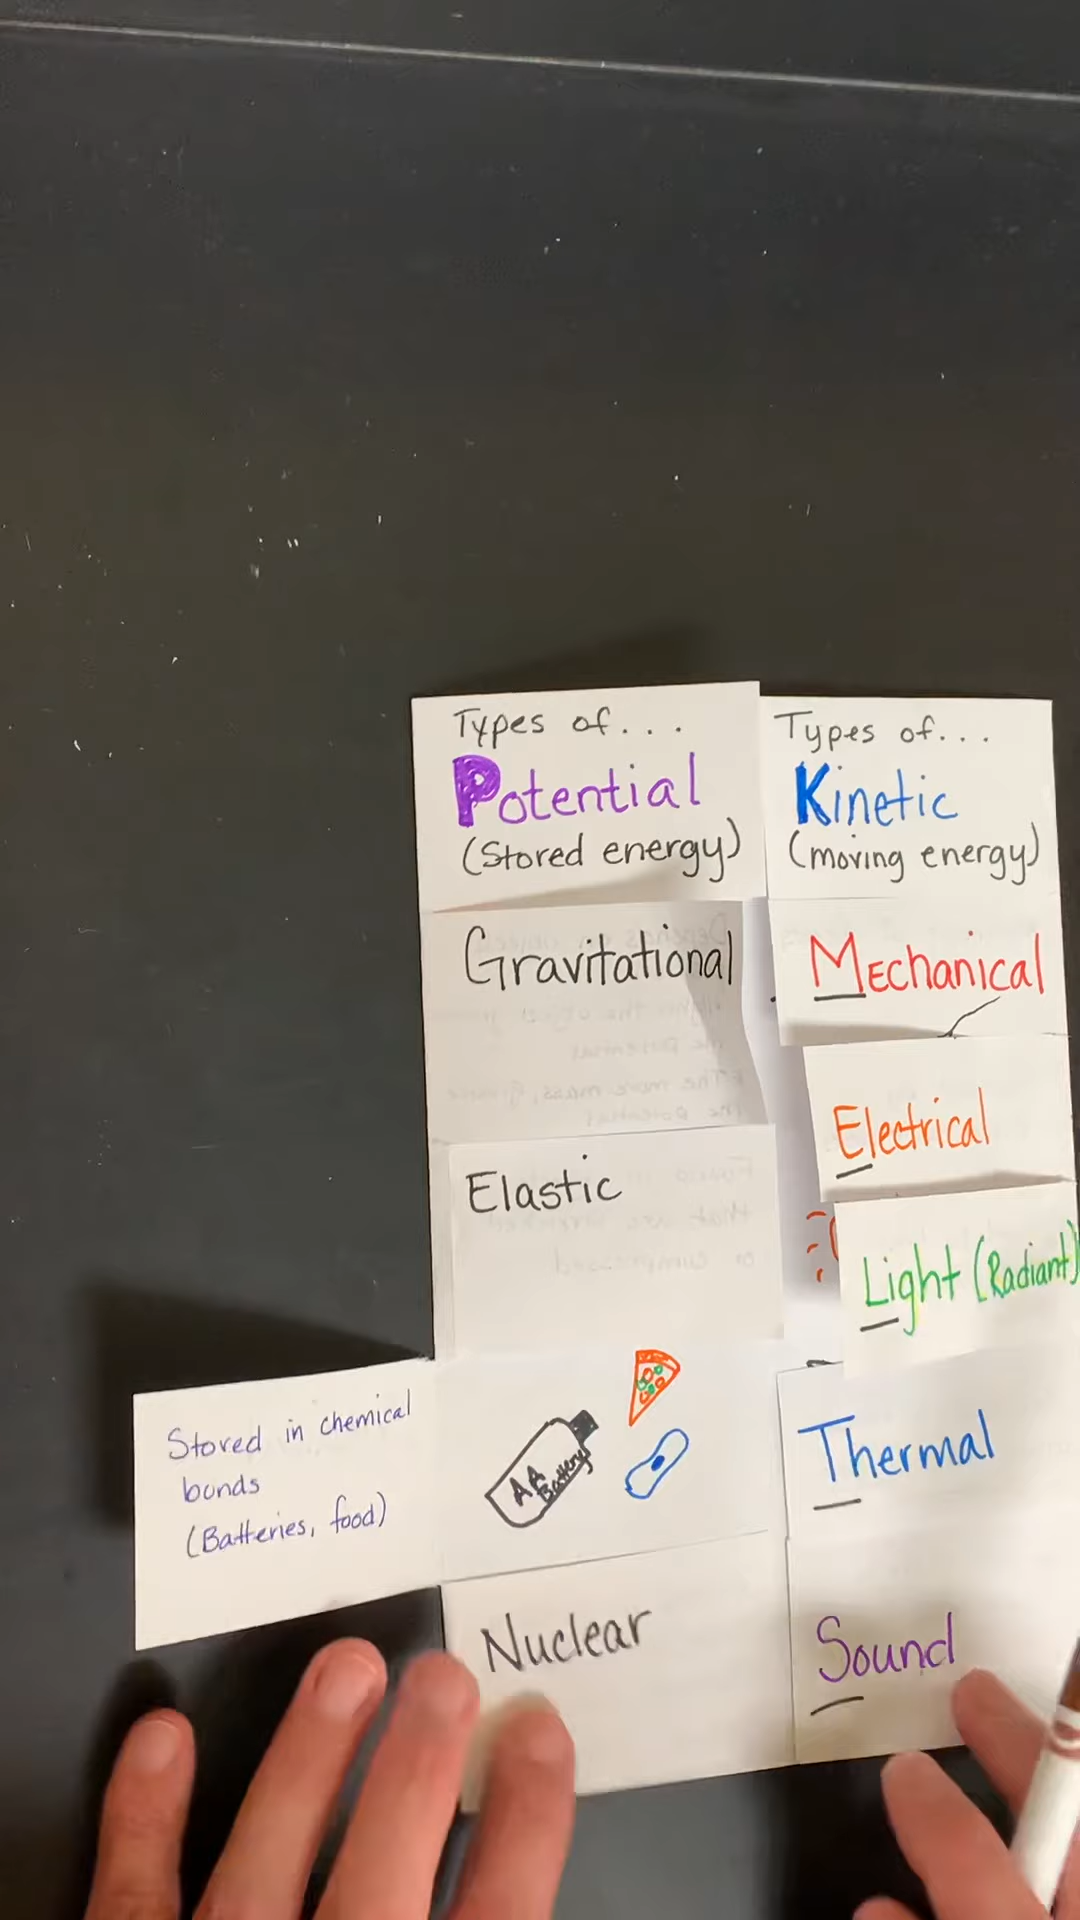 Types of...
Potential
(Stored energy)
Gravitational
Elastic
Stored in chemical
bonds
(Batteries, food)
AA
Battery
Nuclear
Types of...
Kinetic
(moving energy)
Mechanical
Electrical
Light (Radiant)
Thermal
Sound